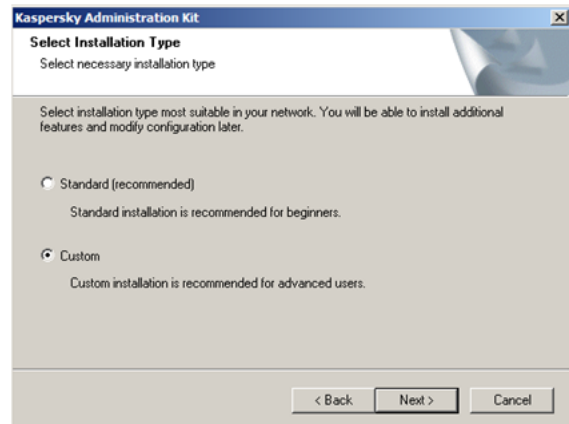 Kaspersky Administration Kit
Select Installation Type
Select necessary installation type
Select installation type most suitable in your network. You will be able to install additional
features and modify configuration later.
Standard (recommended)
Standard installation is recommended for beginners.
Custom
Custom installation is recommended for advanced users.
< Back
Next >
Cancel